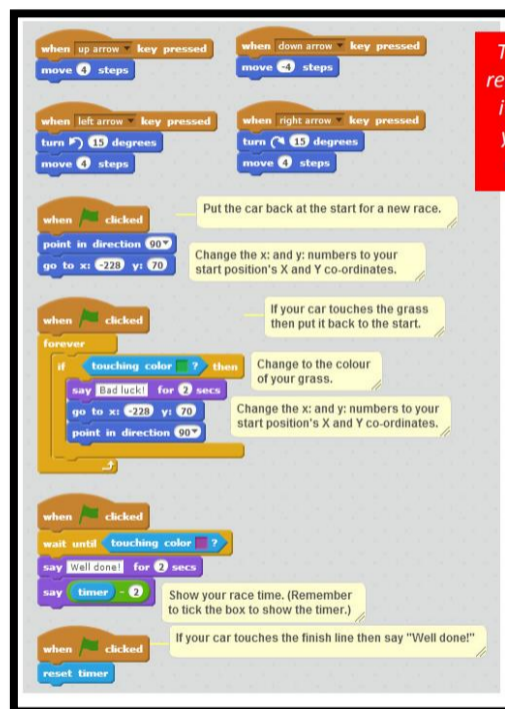 when up arrow key pressed
move 4 steps
when down arrow key pressed
move -4 steps
when left arrow key pressed
turn 15 degrees
move 4 steps
when right arrow key pressed
turn 15 degrees
move 4 steps
when clicked
point in direction 90
go to x: -228 y: 70
Put the car back at the start for a new race.
Change the x: and y: numbers to your
start position's X and Y co-ordinates.
when clicked
forever
if touching color ? then
say Bad luck! for 2 secs
go to x: -228 y: 70
point in direction 90
If your car touches the grass
then put it back to the start.
Change to the colour
of your grass.
Change the x: and y: numbers to your
start position's X and Y co-ordinates.
when clicked
wait until touching color ?
say Well done! for 2 secs
say timer - 2
Show your race time. (Remember
to tick the box to show the timer.)
If your car touches the finish line then say "Well done!"
when clicked
reset timer